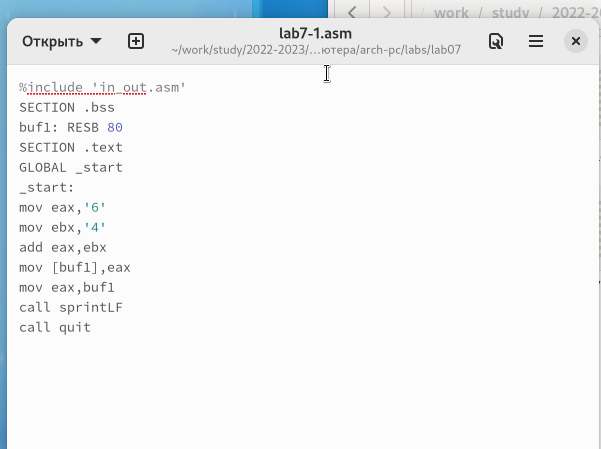 work / study / 2022-2
Открыть
lab7-1.asm
~/work/study/2022-2023/…ютера/arch-pc/labs/lab07
%include 'in_out.asm'
SECTION .bss
buf1: RESB 80
SECTION .text
GLOBAL _start
_start:
mov eax,'6'
mov ebx,'4'
add eax,ebx
mov [buf1],eax
mov eax,buf1
call sprintLF
call quit